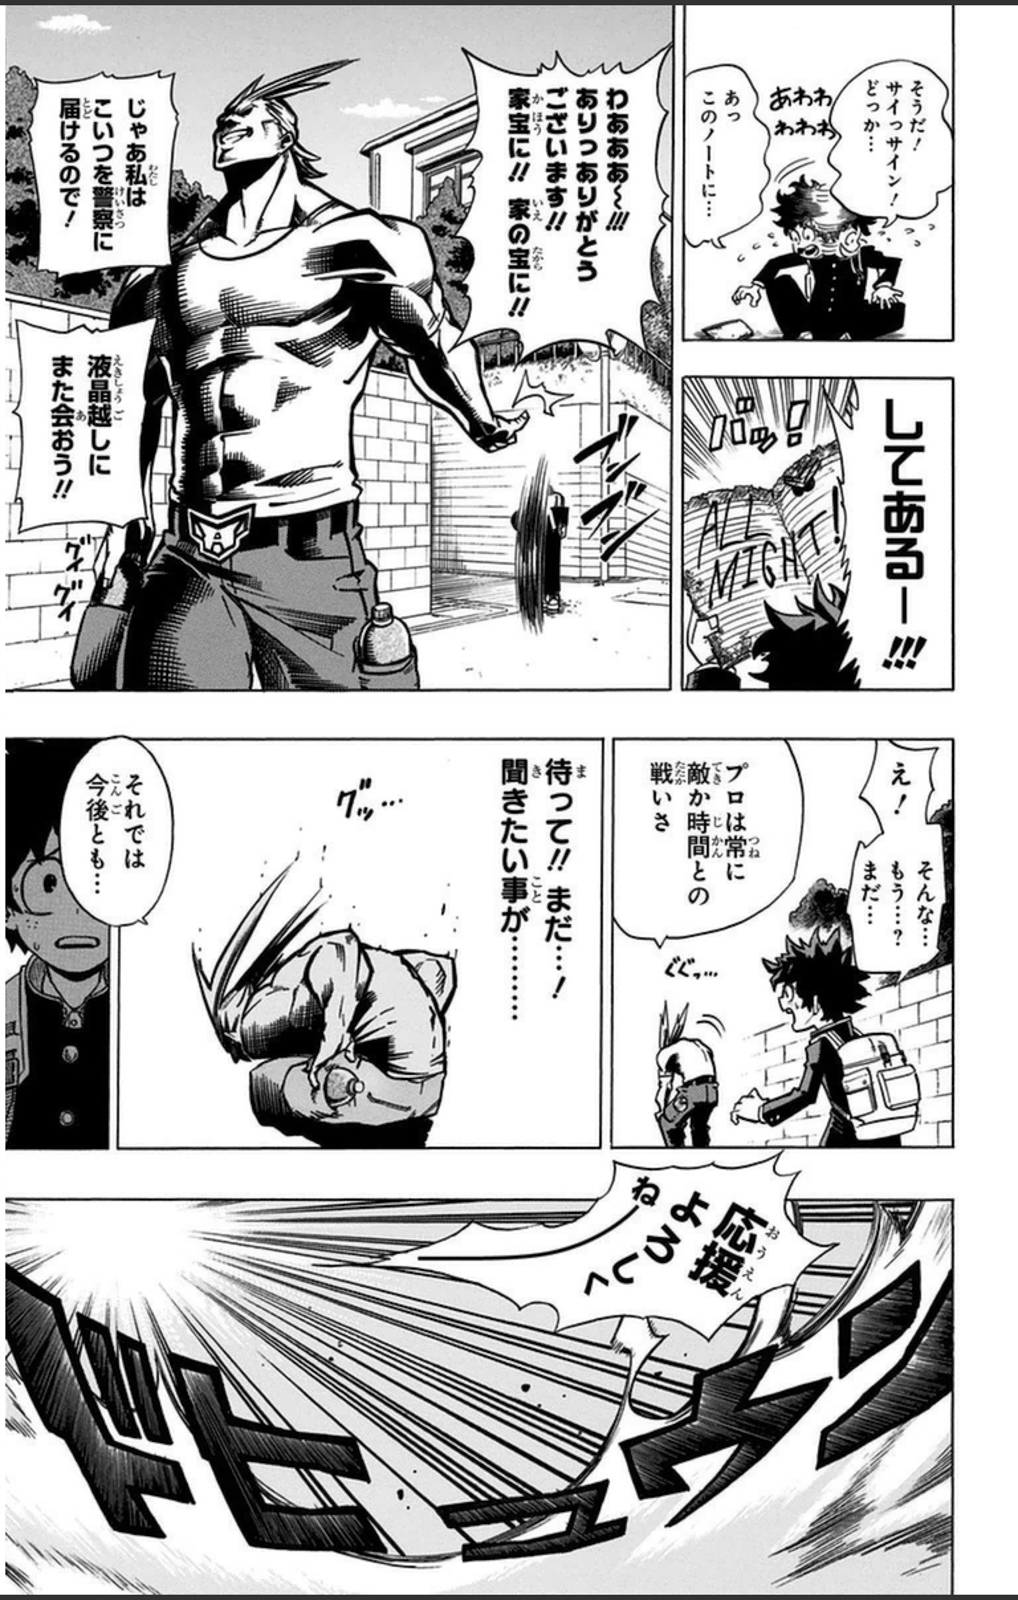 そうだ！
サイっサイン！
どっか…
あわわ
わわわ
あっ
このノートに…
してあるー!!!
バッ！
ALL
MIGHT!
わあああ〜!!!
ありっありがとう
ございます!!
家宝に!! 家の宝に!!
ブン
ブン
じゃあ私は
こいつを警察に
届けるので！
液晶越しに
また会おう!!
グイ
グイ
え！
そんな…
もう…？
まだ…
プロは常に
敵か時間との
戦いさ
ぐぐっ…
待って!! まだ…！
聞きたい事が………
グッ…
それでは
今後とも…
応援
よろしく
ねー
ドヒュウン